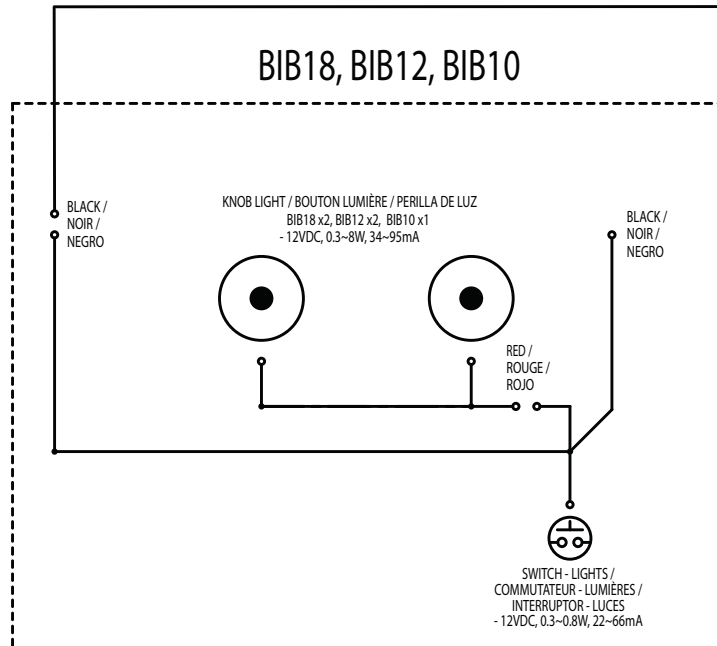 BIB18, BIB12, BIB10
BLACK /
NOIR /
NEGRO
KNOB LIGHT / BOUTON LUMIÈRE / PERILLA DE LUZ
BIB18 x2, BIB12 x2, BIB10 x1
- 12VDC, 0.3~8W, 34~95mA
BLACK /
NOIR /
NEGRO
RED /
ROUGE /
ROJO
SWITCH - LIGHTS /
COMMUTATEUR - LUMIÈRES /
INTERRUPTOR - LUCES
- 12VDC, 0.3~0.8W, 22~66mA